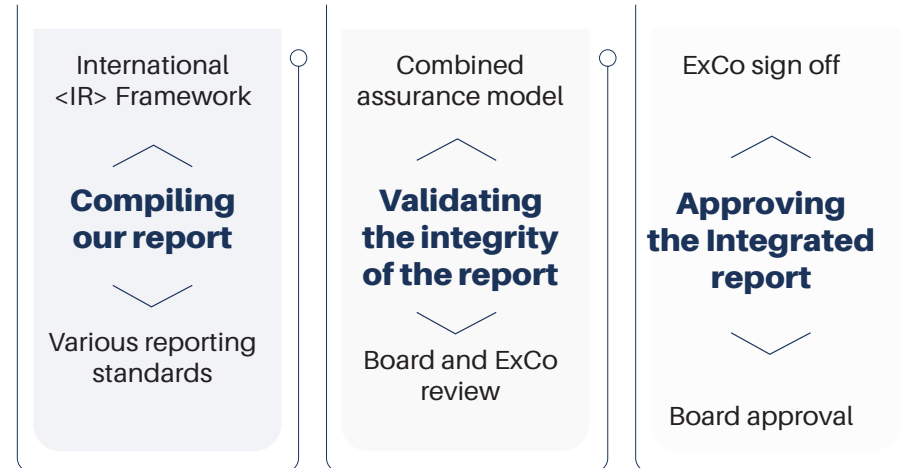 International
<IR> Framework
Compiling
our report
Various reporting
standards
Combined
assurance model
Validating
the integrity
of the report
Board and ExCo
review
ExCo sign off
Approving
the Integrated
report
Board approval